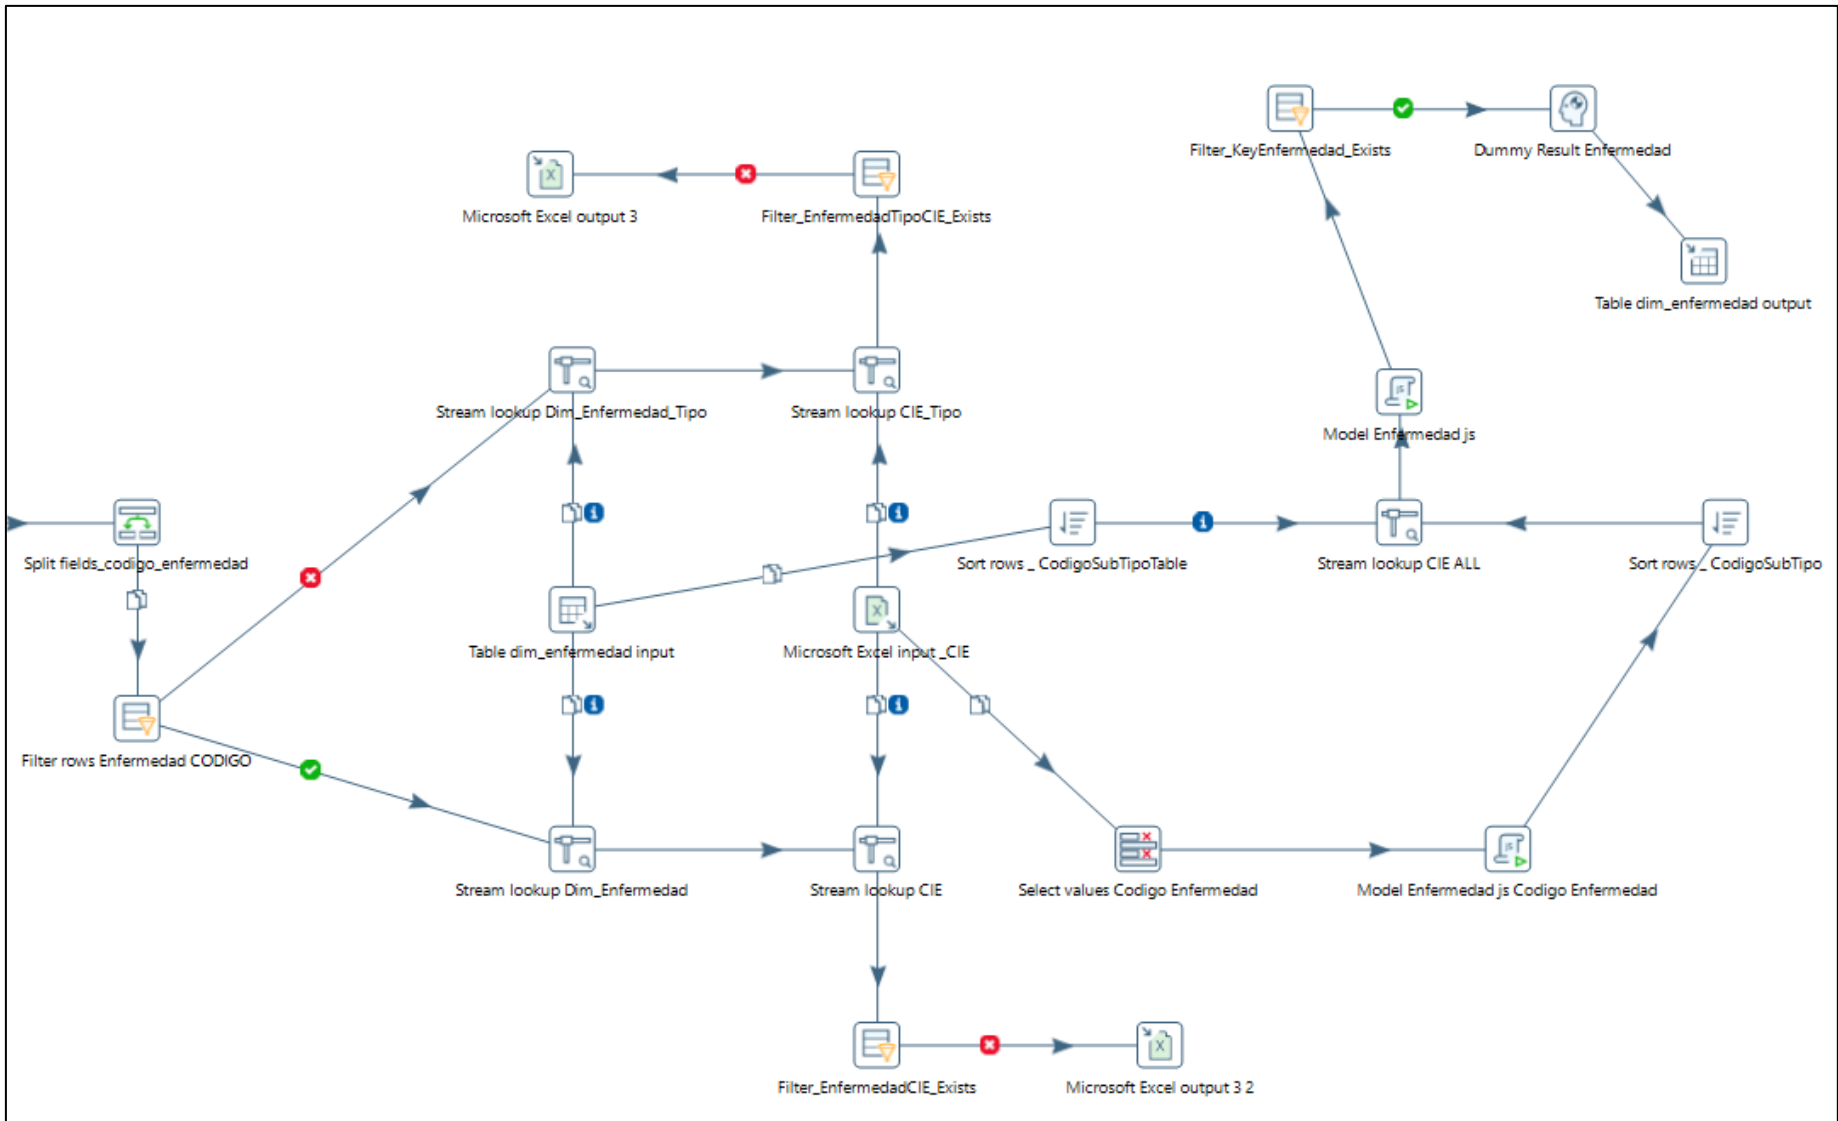 Filter_KeyEnfermedad_Exists
Dummy Result Enfermedad
Microsoft Excel output 3
Filter_EnfermedadTipoCIE_Exists
Table dim_enfermedad output
Stream lookup Dim_Enfermedad_Tipo
Stream lookup CIE_Tipo
Model Enfermedad js
Split fields_codigo_enfermedad
Sort rows _ CodigoSubTipoTable
Stream lookup CIE ALL
Sort rows _ CodigoSubTipo
Table dim_enfermedad input
Microsoft Excel input _CIE
Filter rows Enfermedad CODIGO
Stream lookup Dim_Enfermedad
Stream lookup CIE
Select values Codigo Enfermedad
Model Enfermedad js Codigo Enfermedad
Filter_EnfermedadCIE_Exists
Microsoft Excel output 3 2